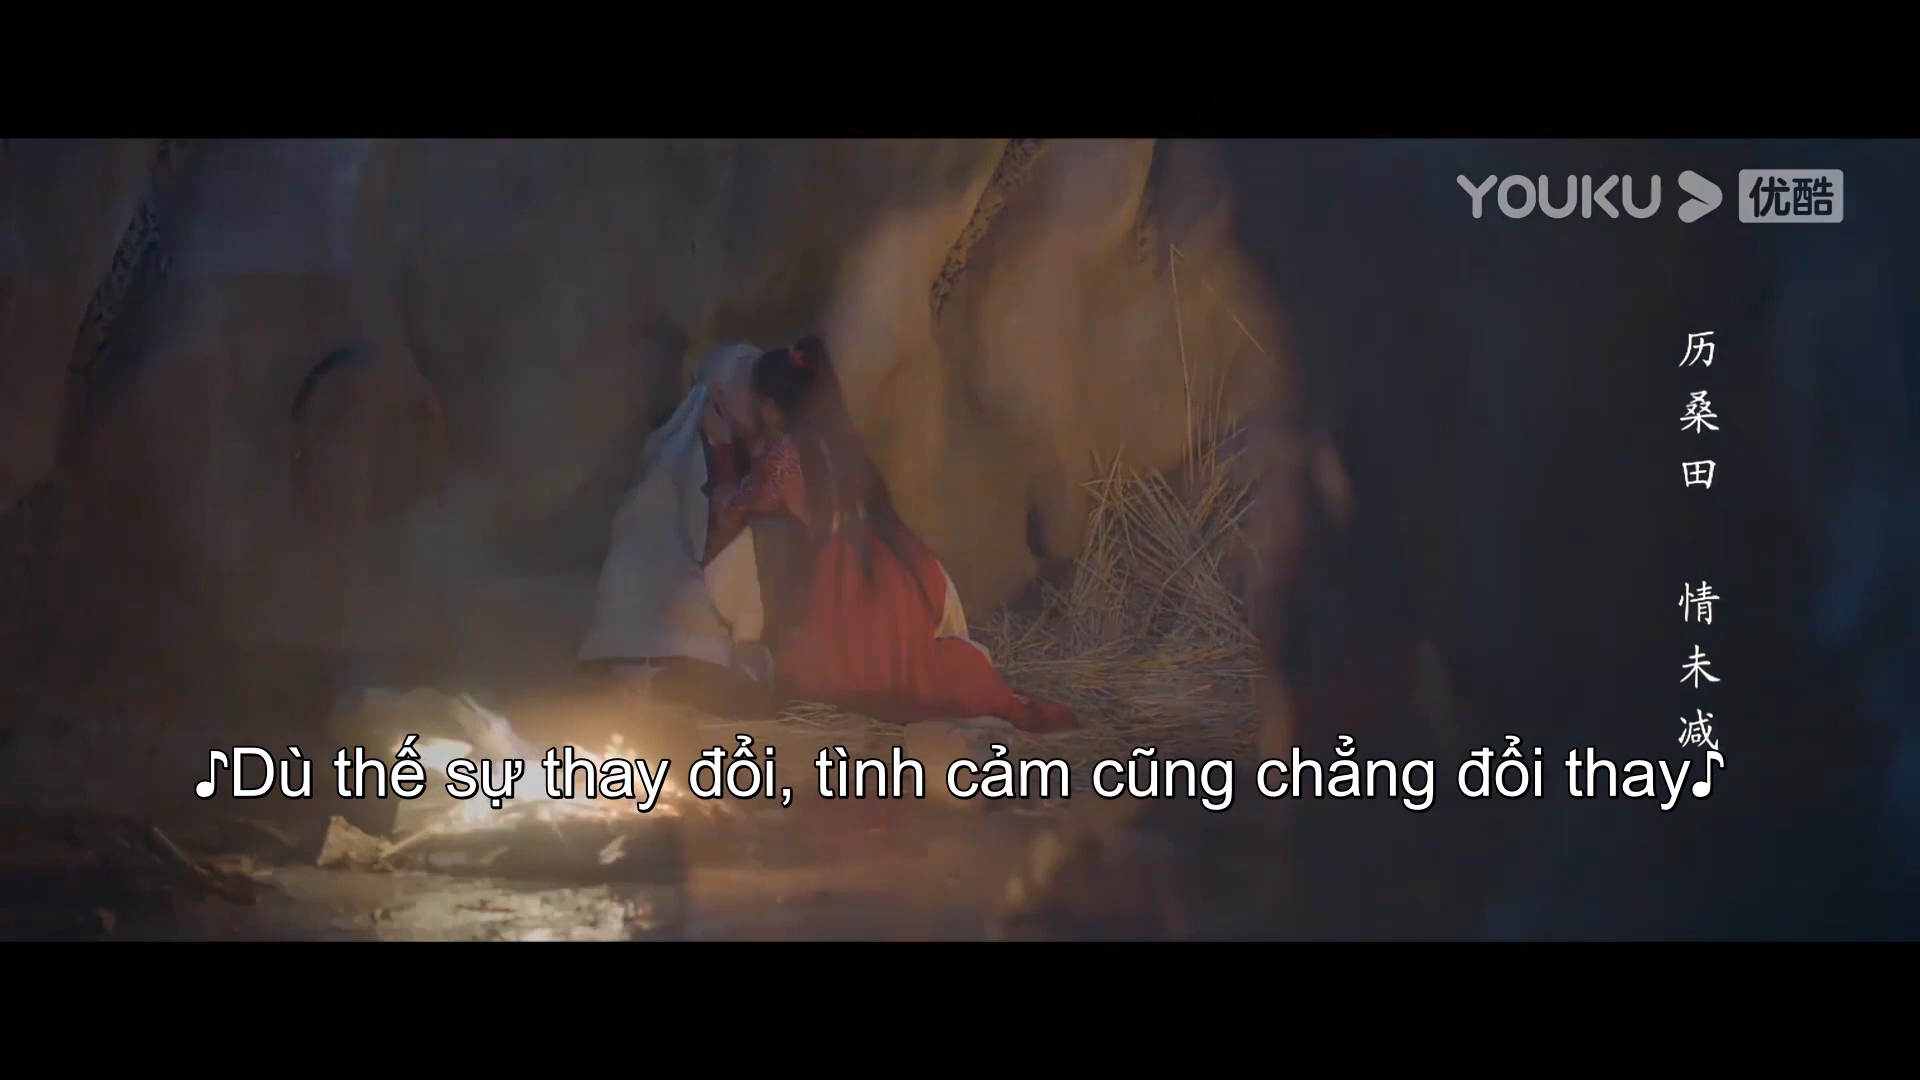 YOUKU 优酷
历桑田 情未减
♪Dù thế sự thay đổi, tình cảm cũng chẳng đổi thay♪